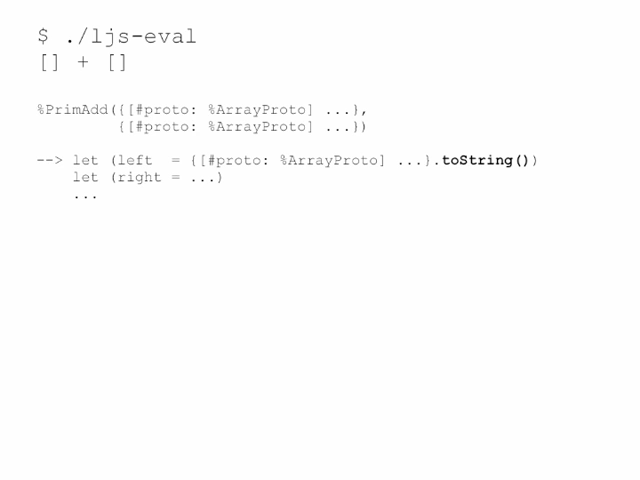 $ ./ljs-eval
[] + []
%PrimAdd({[#proto: %ArrayProto] ...},
{[#proto: %ArrayProto] ...})
--> let (left = {[#proto: %ArrayProto] ...}.toString())
let (right = ...)
...